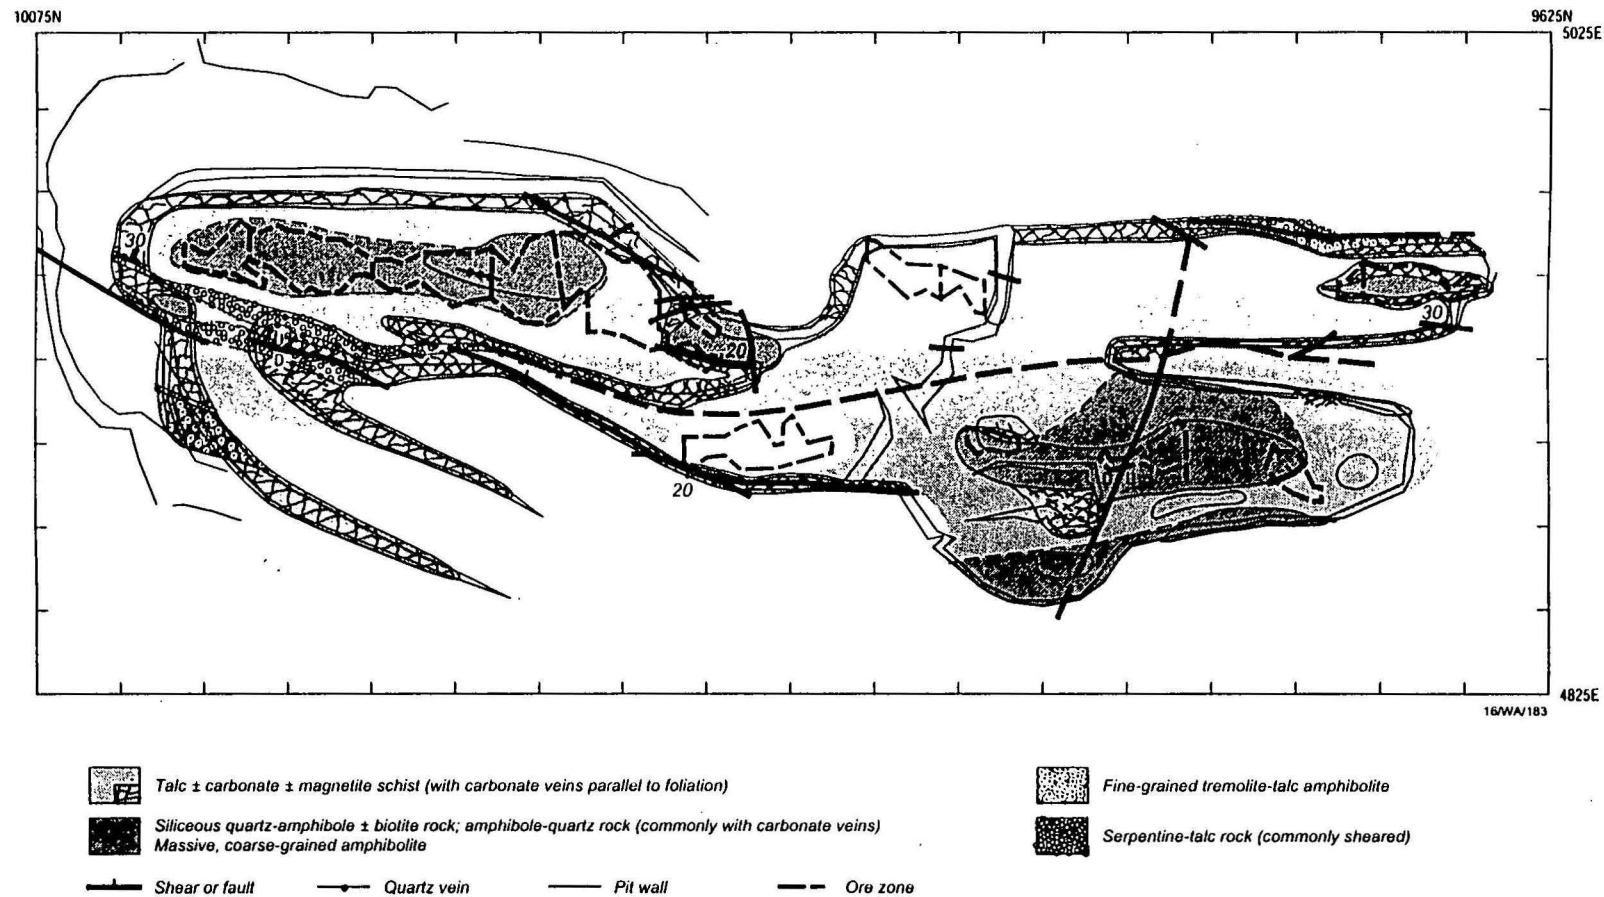 10075N
9625N
5025E
30
20
30
20
4825E
16/WA/183
Talc ± carbonate ± magnetite schist (with carbonate veins parallel to foliation)
Siliceous quartz-amphibole ± biotite rock; amphibole-quartz rock (commonly with carbonate veins)
Massive, coarse-grained amphibolite
Fine-grained tremolite-talc amphibolite
Serpentine-talc rock (commonly sheared)
Shear or fault
Quartz vein
Pit wall
Ore zone